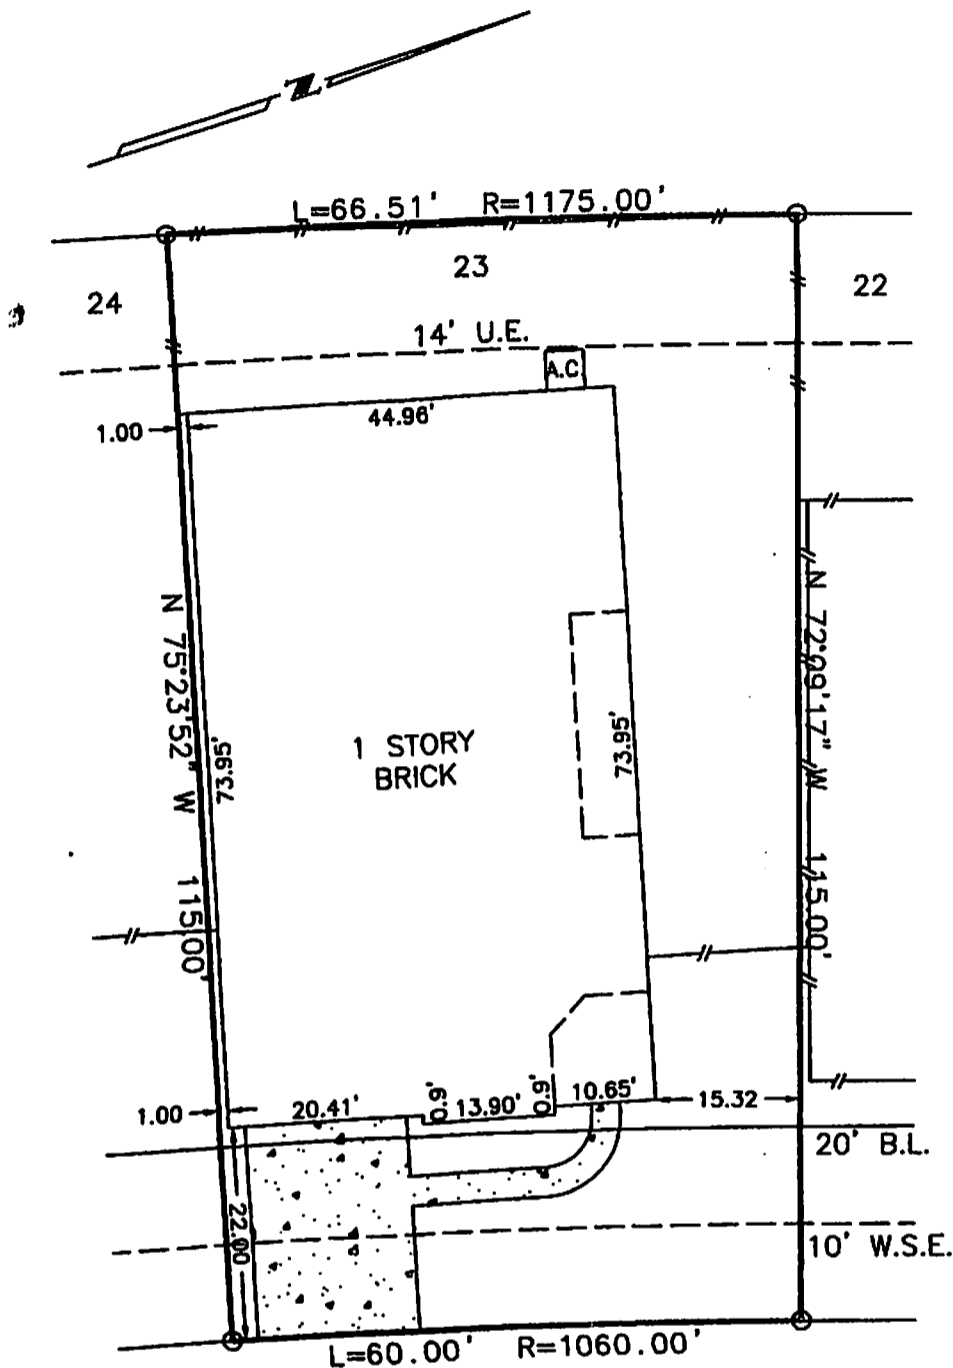 N
L=66.51' R=1175.00'
23
24
22
14' U.E.
A.C
44.96'
1.00
N 75°23'52" W 115.00'
73.95'
1 STORY
BRICK
73.95'
N 72°09'17" W 115.00'
1.00
20.41'
0.9'
13.90'
0.9'
10.65'
15.32
20' B.L.
22.00
10' W.S.E.
L=60.00' R=1060.00'